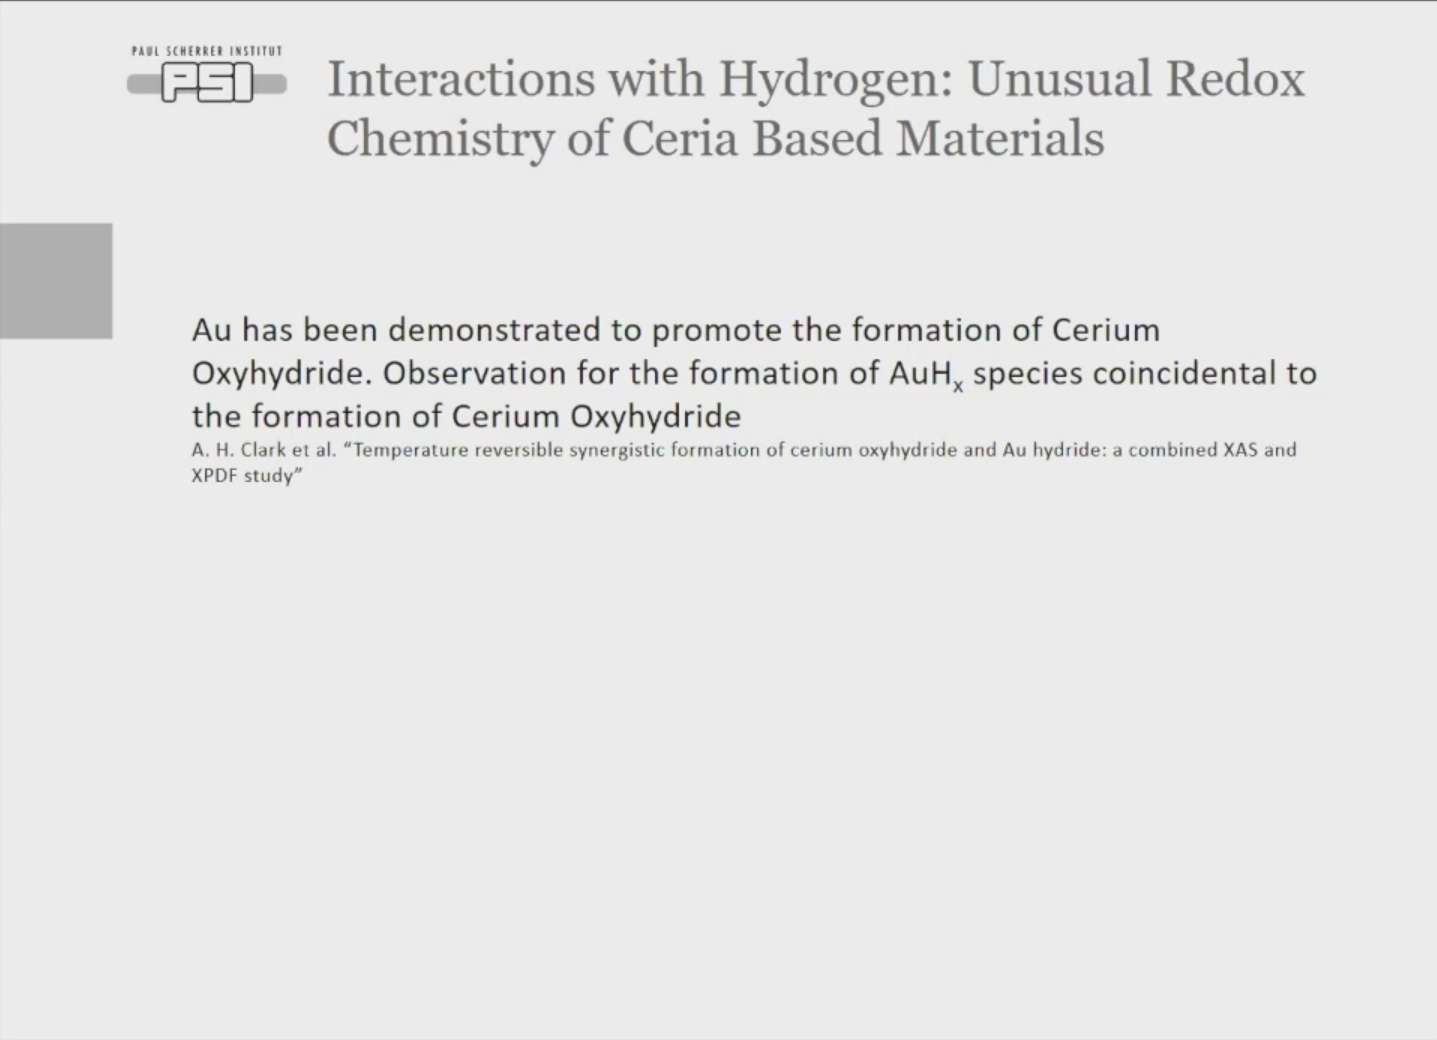 PAUL SCHERRER INSTITUT
PSI
Interactions with Hydrogen: Unusual Redox
Chemistry of Ceria Based Materials
Au has been demonstrated to promote the formation of Cerium
Oxyhydride. Observation for the formation of AuHₓ species coincidental to
the formation of Cerium Oxyhydride
A. H. Clark et al. “Temperature reversible synergistic formation of cerium oxyhydride and Au hydride: a combined XAS and
XPDF study”